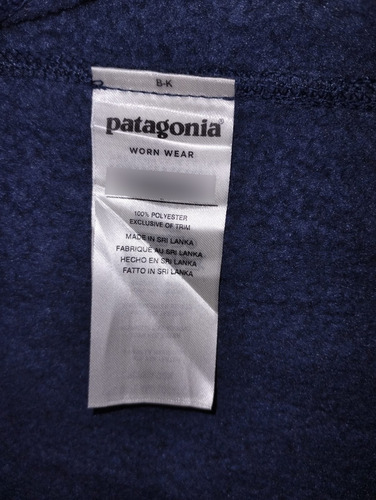 B-K
patagonia®
WORN WEAR
100% POLYESTER
EXCLUSIVE OF TRIM
MADE IN SRI LANKA
FABRIQUÉ AU SRI LANKA
HECHO EN SRI LANKA
FATTO IN SRI LANKA